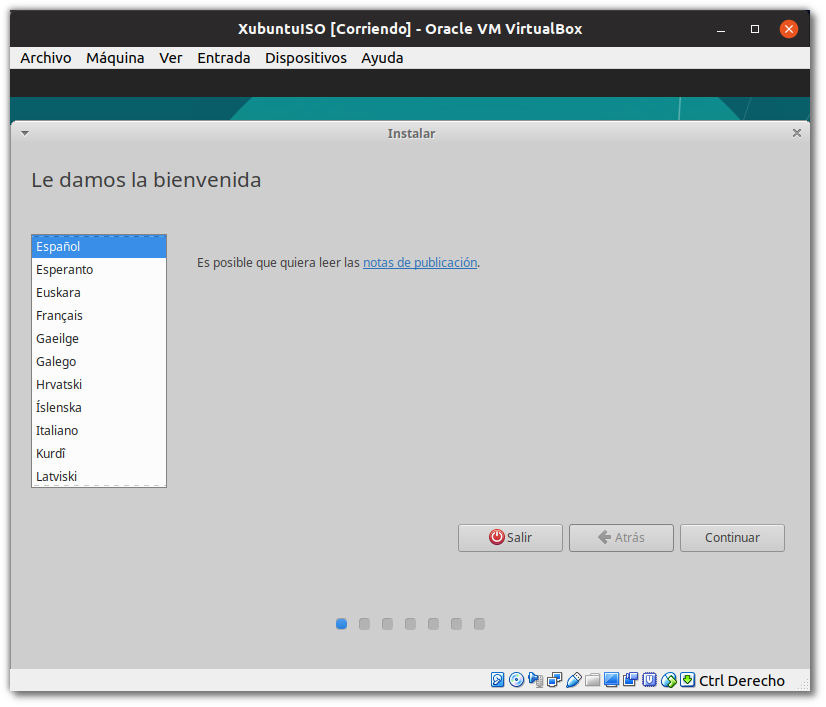 XubuntuISO [Corriendo] - Oracle VM VirtualBox
Archivo Máquina Ver Entrada Dispositivos Ayuda
Instalar
Le damos la bienvenida
Español
Esperanto
Euskara
Français
Gaeilge
Galego
Hrvatski
Íslenska
Italiano
Kurdî
Latviski
Es posible que quiera leer las notas de publicación.
Salir Atrás Continuar
Ctrl Derecho